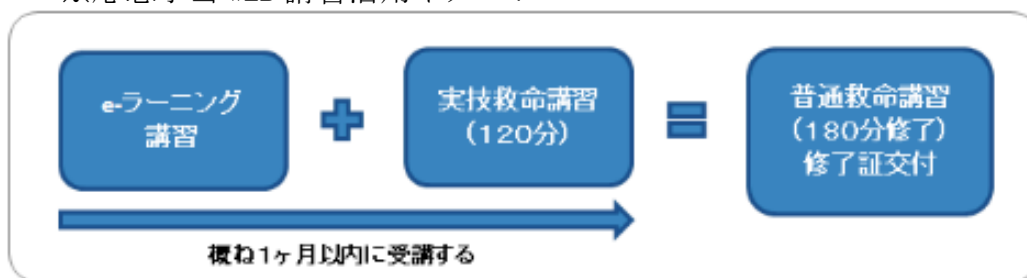 e-ラーニング
講習
実技救命講習
(120分)
普通救命講習
(180分修了)
修了証交付
概ね1ヶ月以内に受講する